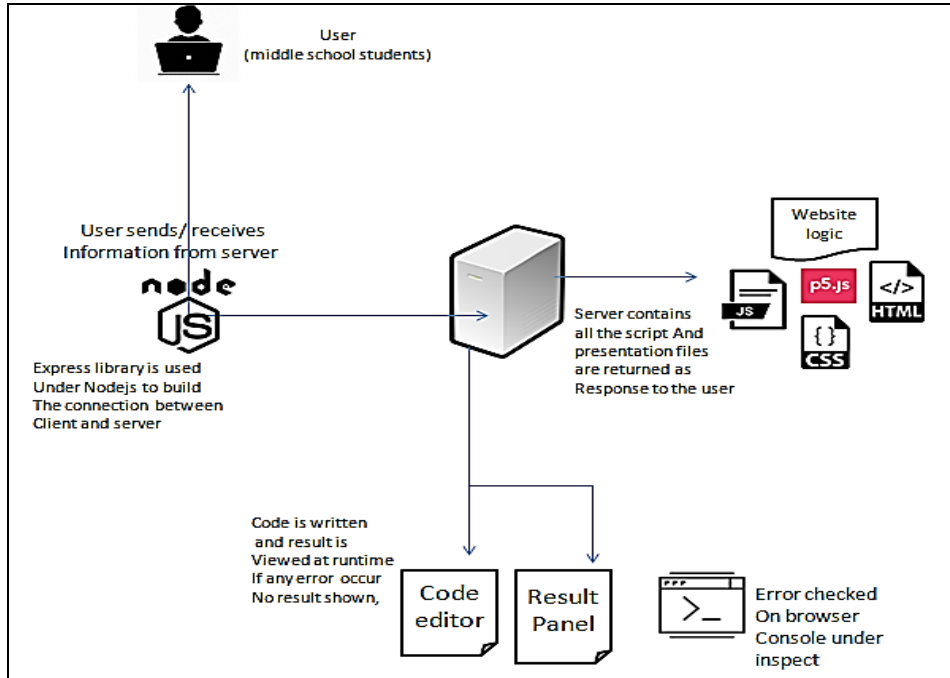 User
(middle school students)
User sends/ receives
Information from server
node
JS
Express library is used
Under Nodejs to build
The connection between
Client and server
Server contains
all the script And
presentation files
are returned as
Response to the user
Website
logic
JS
p5.js
</>
HTML
{ }
CSS
Code is written
and result is
Viewed at runtime
If any error occur
No result shown,
Code
editor
Result
Panel
>_
Error checked
On browser
Console under
inspect